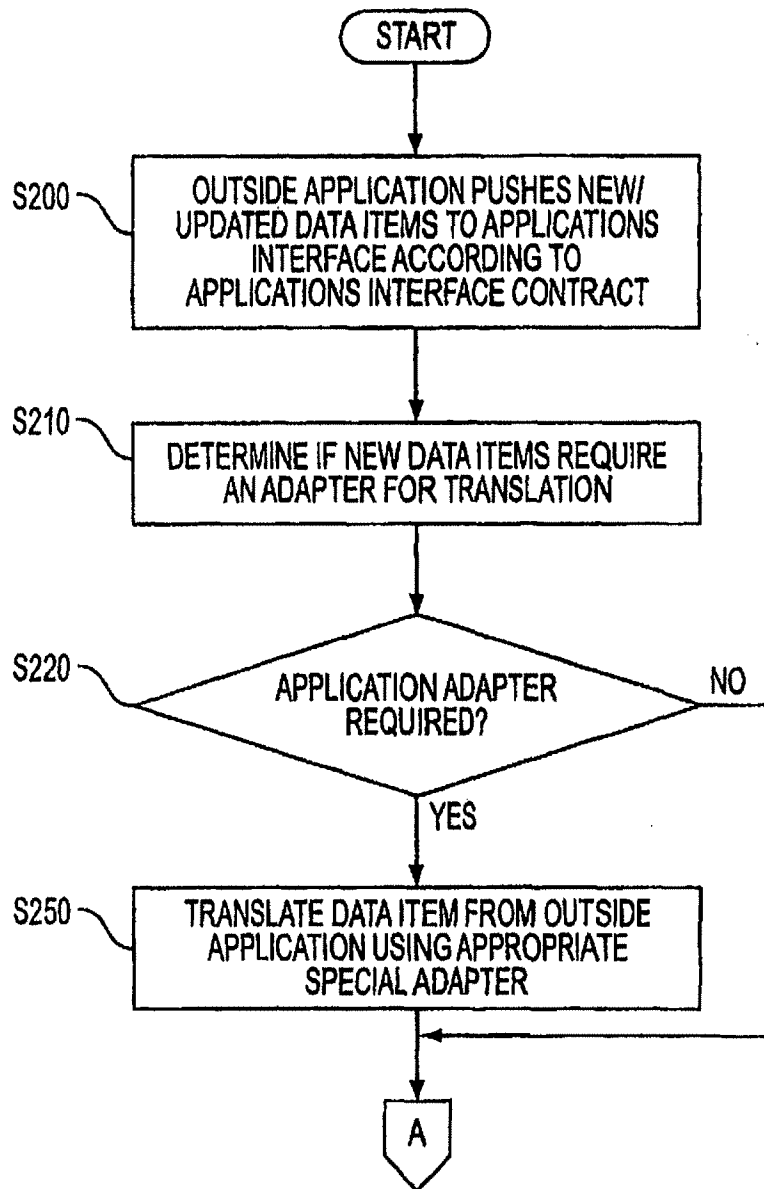 START
S200
OUTSIDE APPLICATION PUSHES NEW/
UPDATED DATA ITEMS TO APPLICATIONS
INTERFACE ACCORDING TO
APPLICATIONS INTERFACE CONTRACT
S210
DETERMINE IF NEW DATA ITEMS REQUIRE
AN ADAPTER FOR TRANSLATION
S220
APPLICATION ADAPTER
REQUIRED?
NO
YES
S250
TRANSLATE DATA ITEM FROM OUTSIDE
APPLICATION USING APPROPRIATE
SPECIAL ADAPTER
A